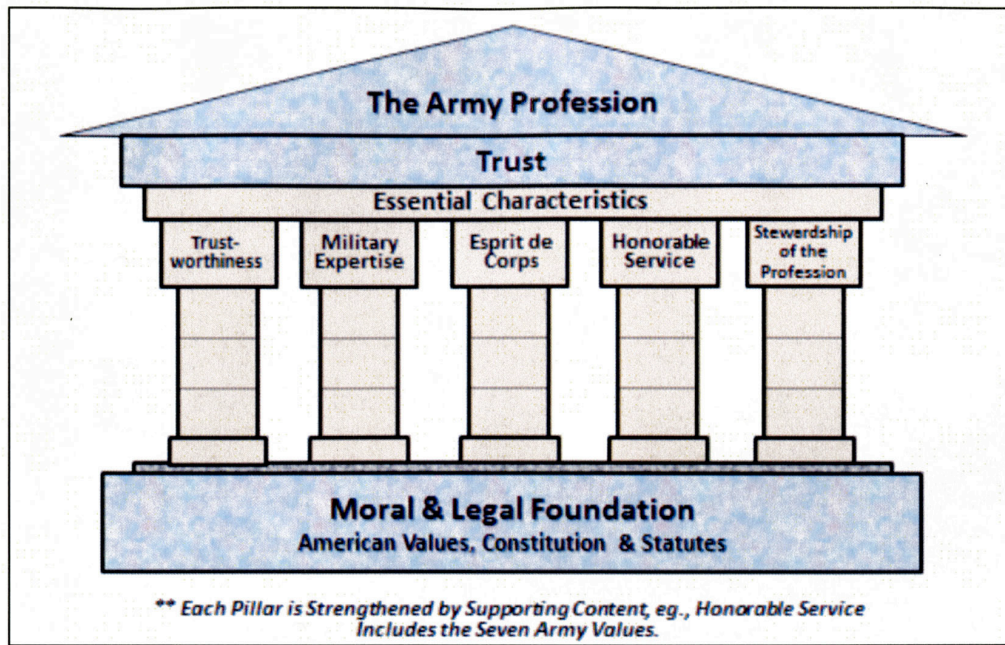 The Army Profession
Trust
Essential Characteristics
Trust-
worthiness
Military
Expertise
Esprit de
Corps
Honorable
Service
Stewardship
of the
Profession
Moral & Legal Foundation
American Values, Constitution & Statutes
** Each Pillar is Strengthened by Supporting Content, eg., Honorable Service
Includes the Seven Army Values.